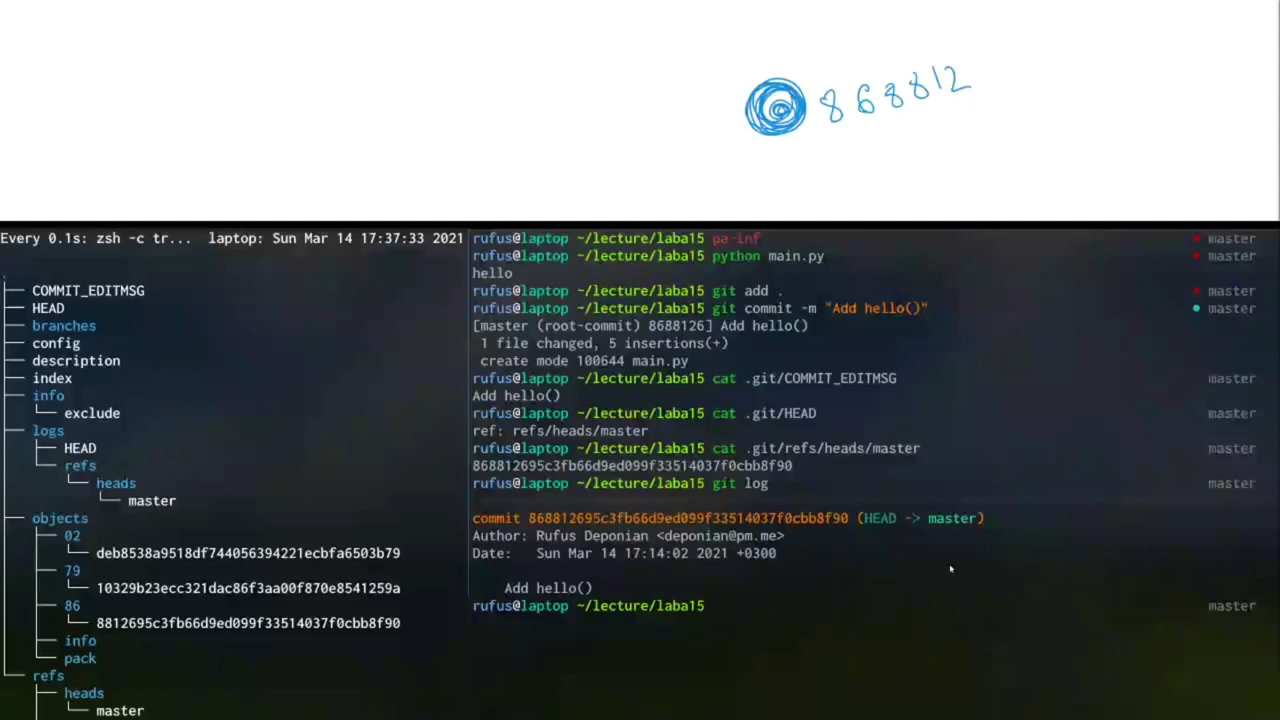 868812
Every 0.1s: zsh -c tr... laptop: Sun Mar 14 17:37:33 2021
.
├── COMMIT_EDITMSG
├── HEAD
├── branches
├── config
├── description
├── index
├── info
│   └── exclude
├── logs
│   ├── HEAD
│   └── refs
│       └── heads
│           └── master
├── objects
│   ├── 02
│   │   └── deb8538a9518df744056394221ecbfa6503b79
│   ├── 79
│   │   └── 10329b23ecc321dac86f3aa00f870e8541259a
│   ├── 86
│   │   └── 8812695c3fb66d9ed099f33514037f0cbb8f90
│   ├── info
│   └── pack
└── refs
    ├── heads
    │   └── master
rufus@laptop ~/lecture/laba15 pa-inf master
rufus@laptop ~/lecture/laba15 python main.py master
hello
rufus@laptop ~/lecture/laba15 git add . master
rufus@laptop ~/lecture/laba15 git commit -m "Add hello()" master
[master (root-commit) 8688126] Add hello()
 1 file changed, 5 insertions(+)
 create mode 100644 main.py
rufus@laptop ~/lecture/laba15 cat .git/COMMIT_EDITMSG master
Add hello()
rufus@laptop ~/lecture/laba15 cat .git/HEAD master
ref: refs/heads/master
rufus@laptop ~/lecture/laba15 cat .git/refs/heads/master master
868812695c3fb66d9ed099f33514037f0cbb8f90
rufus@laptop ~/lecture/laba15 git log master
commit 868812695c3fb66d9ed099f33514037f0cbb8f90 (HEAD -> master)
Author: Rufus Deponian <deponian@pm.me>
Date:   Sun Mar 14 17:14:02 2021 +0300
    Add hello()
rufus@laptop ~/lecture/laba15 master